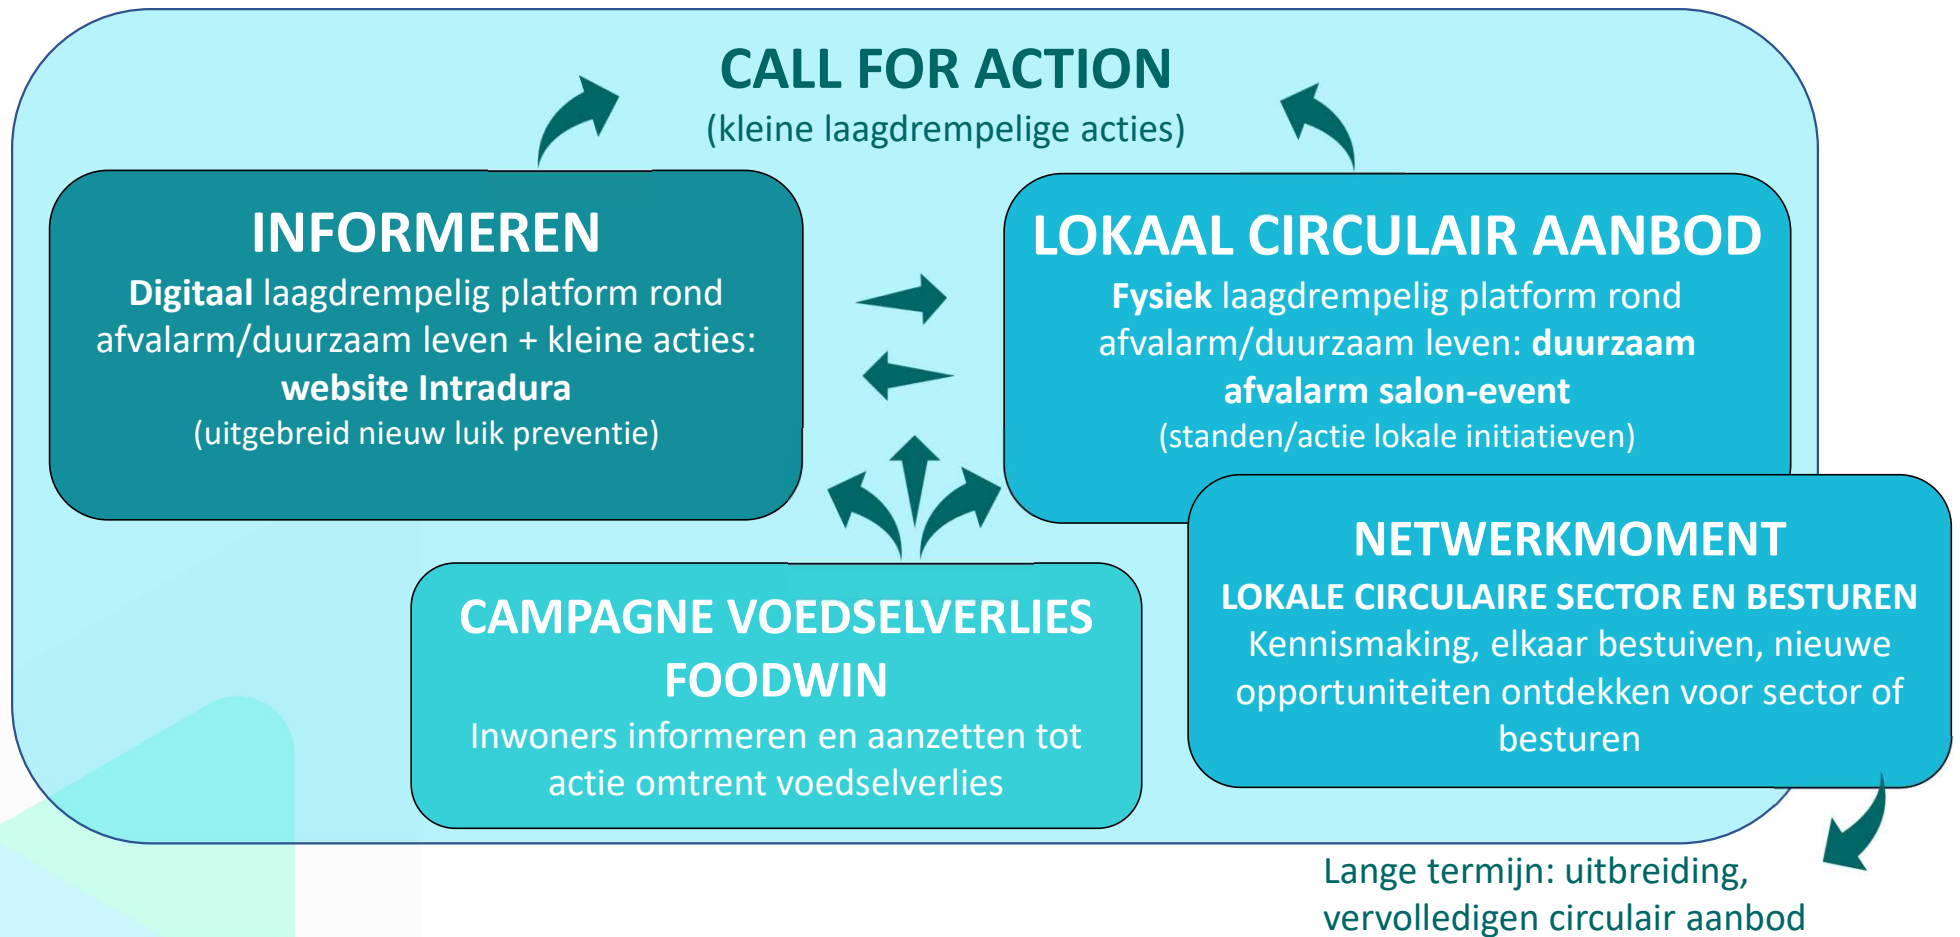 CALL FOR ACTION
(kleine laagdrempelige acties)
INFORMEREN
Digitaal laagdrempelig platform rond
afvalarm/duurzaam leven + kleine acties:
website Intradura
(uitgebreid nieuw luik preventie)
LOKAAL CIRCULAIR AANBOD
Fysiek laagdrempelig platform rond
afvalarm/duurzaam leven: duurzaam
afvalarm salon-event
(standen/actie lokale initiatieven)
CAMPAGNE VOEDSELVERLIES
FOODWIN
Inwoners informeren en aanzetten tot
actie omtrent voedselverlies
NETWERKMOMENT
LOKALE CIRCULAIRE SECTOR EN BESTUREN
Kennismaking, elkaar bestuiven, nieuwe
opportuniteiten ontdekken voor sector of
besturen
Lange termijn: uitbreiding,
vervolledigen circulair aanbod